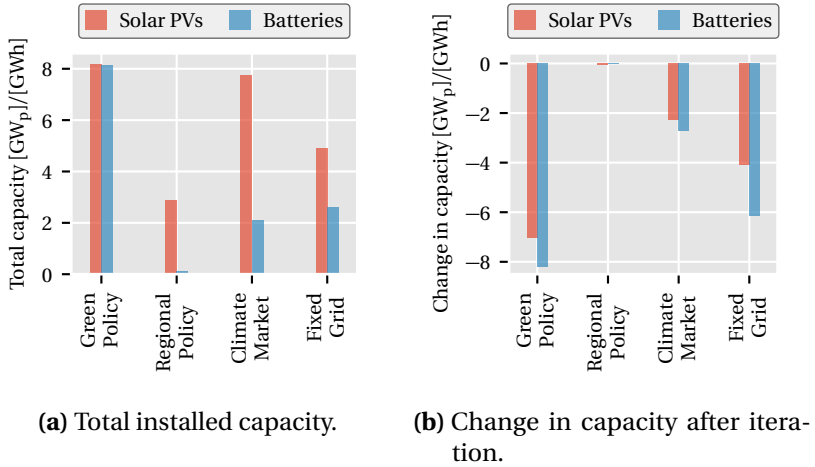 Solar PVs Batteries
Total capacity [GWp]/[GWh]
8
6
4
2
0
Green Policy
Regional Policy
Climate Market
Fixed Grid
(a) Total installed capacity.
Solar PVs Batteries
Change in capacity [GWp]/[GWh]
0
−2
−4
−6
−8
Green Policy
Regional Policy
Climate Market
Fixed Grid
(b) Change in capacity after itera-
tion.